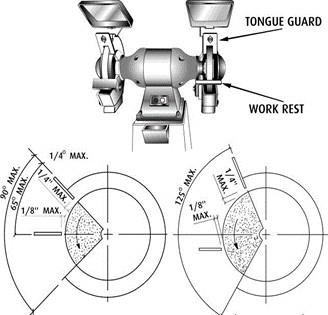 TONGUE GUARD
WORK REST
1/4° MAX.
90° MAX.
65° MAX.
1/4" MAX.
1/8" MAX.
125° MAX.
1/4" MAX.
1/8" MAX.